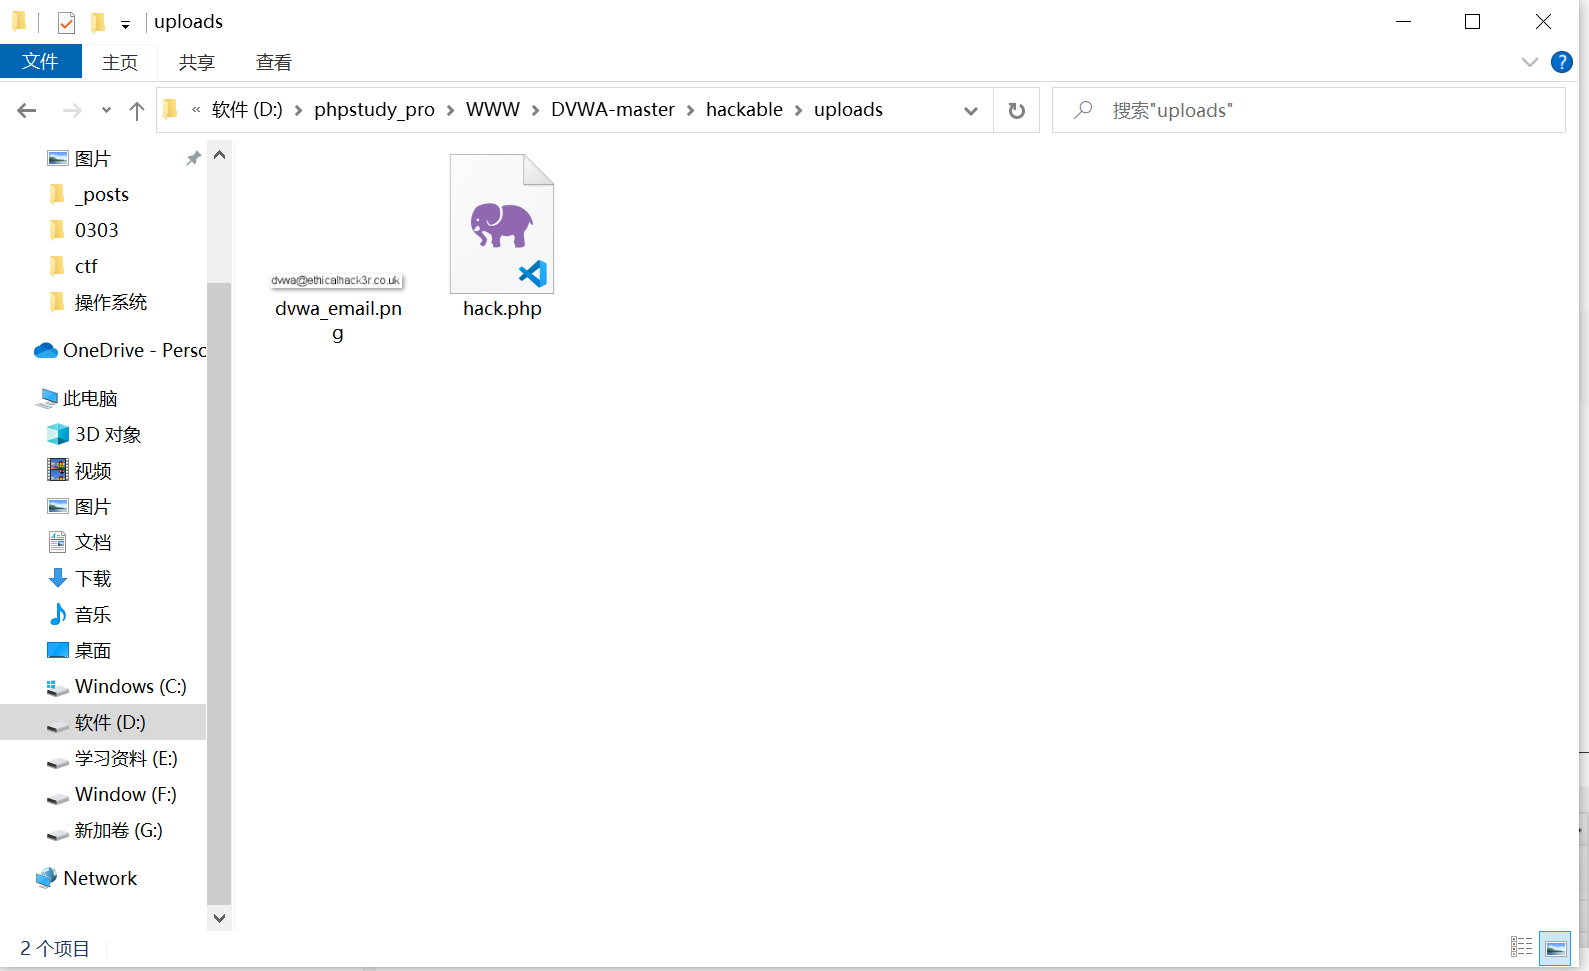 uploads
文件 主页 共享 查看
« 软件 (D:) > phpstudy_pro > WWW > DVWA-master > hackable > uploads
搜索"uploads"
图片
_posts
0303
ctf
操作系统
OneDrive - Perso
此电脑
3D 对象
视频
图片
文档
下载
音乐
桌面
Windows (C:)
软件 (D:)
学习资料 (E:)
Window (F:)
新加卷 (G:)
Network
dvwa@ethicalhack3r.co.uk
dvwa_email.pn
g
hack.php
2 个项目